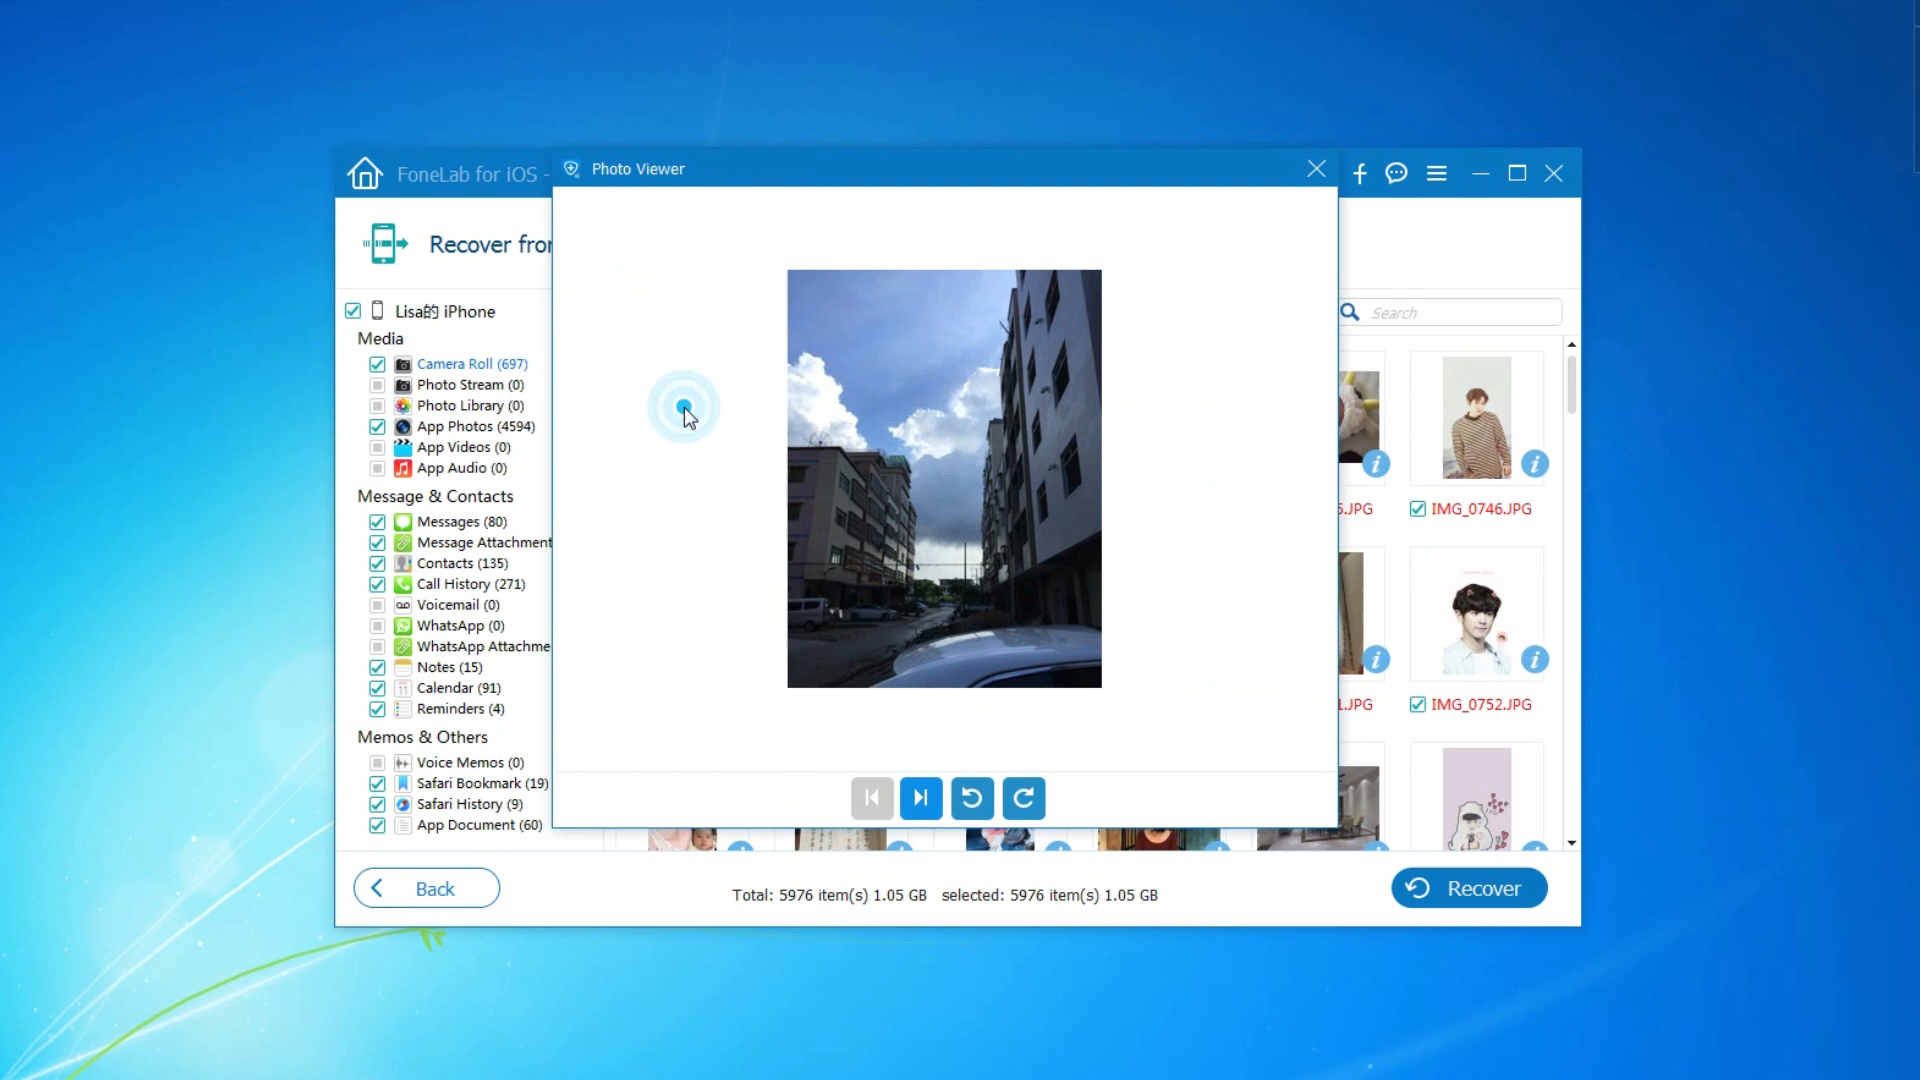 FoneLab for iOS -
Photo Viewer
Recover fro
Lisa的 iPhone
Search
Media
Camera Roll (697)
Photo Stream (0)
Photo Library (0)
App Photos (4594)
App Videos (0)
App Audio (0)
Message & Contacts
Messages (80)
Message Attachment
Contacts (135)
Call History (271)
Voicemail (0)
WhatsApp (0)
WhatsApp Attachme
Notes (15)
Calendar (91)
Reminders (4)
Memos & Others
Voice Memos (0)
Safari Bookmark (19)
Safari History (9)
App Document (60)
.JPG
IMG_0746.JPG
.JPG
IMG_0752.JPG
Back
Total: 5976 item(s) 1.05 GB selected: 5976 item(s) 1.05 GB
Recover